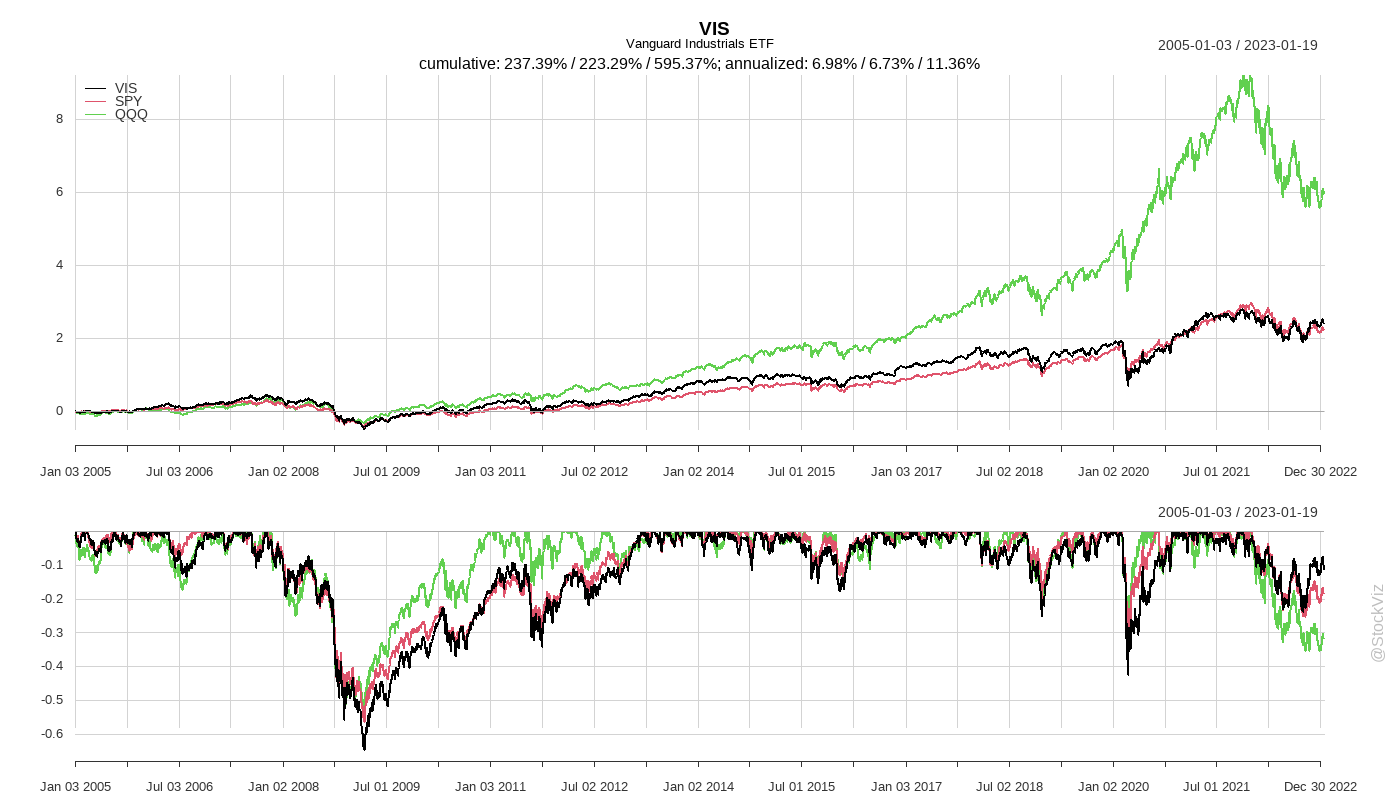 VIS
Vanguard Industrials ETF
2005-01-03 / 2023-01-19
cumulative: 237.39% / 223.29% / 595.37%; annualized: 6.98% / 6.73% / 11.36%
VIS
SPY
QQQ
8
6
4
2
0
Jan 03 2005 Jul 03 2006 Jan 02 2008 Jul 01 2009 Jan 03 2011 Jul 02 2012 Jan 02 2014 Jul 01 2015 Jan 03 2017 Jul 02 2018 Jan 02 2020 Jul 01 2021 Dec 30 2022
2005-01-03 / 2023-01-19
-0.1
-0.2
-0.3
-0.4
-0.5
-0.6
Jan 03 2005 Jul 03 2006 Jan 02 2008 Jul 01 2009 Jan 03 2011 Jul 02 2012 Jan 02 2014 Jul 01 2015 Jan 03 2017 Jul 02 2018 Jan 02 2020 Jul 01 2021 Dec 30 2022
@StockViz